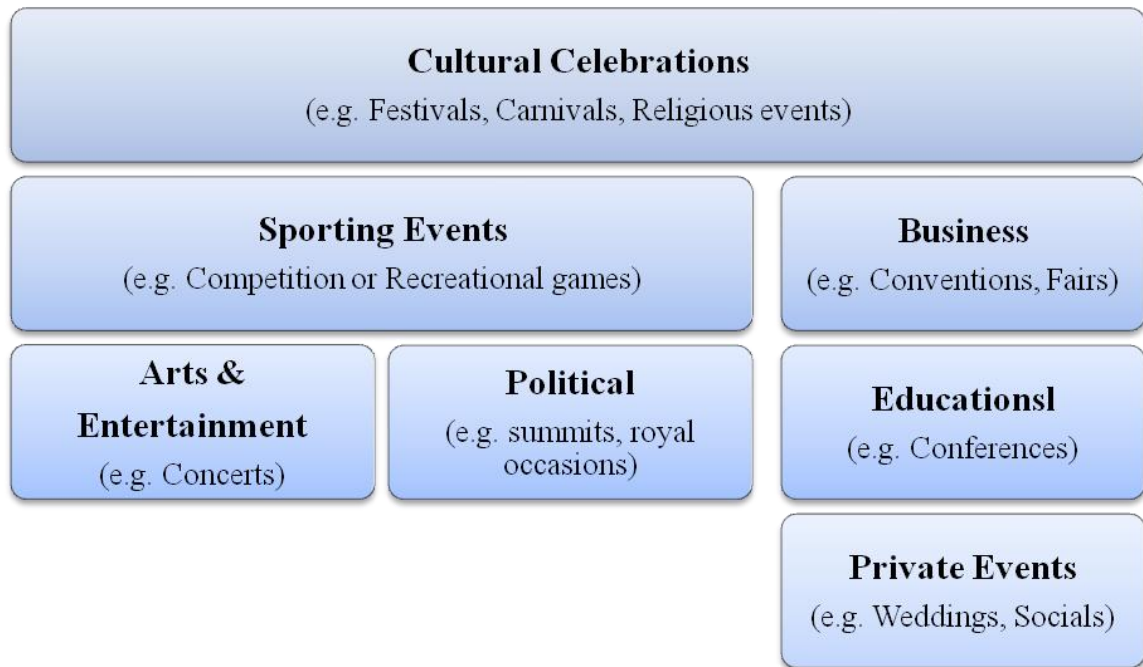 Cultural Celebrations
(e.g. Festivals, Carnivals, Religious events)
Sporting Events
(e.g. Competition or Recreational games)
Business
(e.g. Conventions, Fairs)
Arts &
Entertainment
(e.g. Concerts)
Political
(e.g. summits, royal
occasions)
Educationsl
(e.g. Conferences)
Private Events
(e.g. Weddings, Socials)